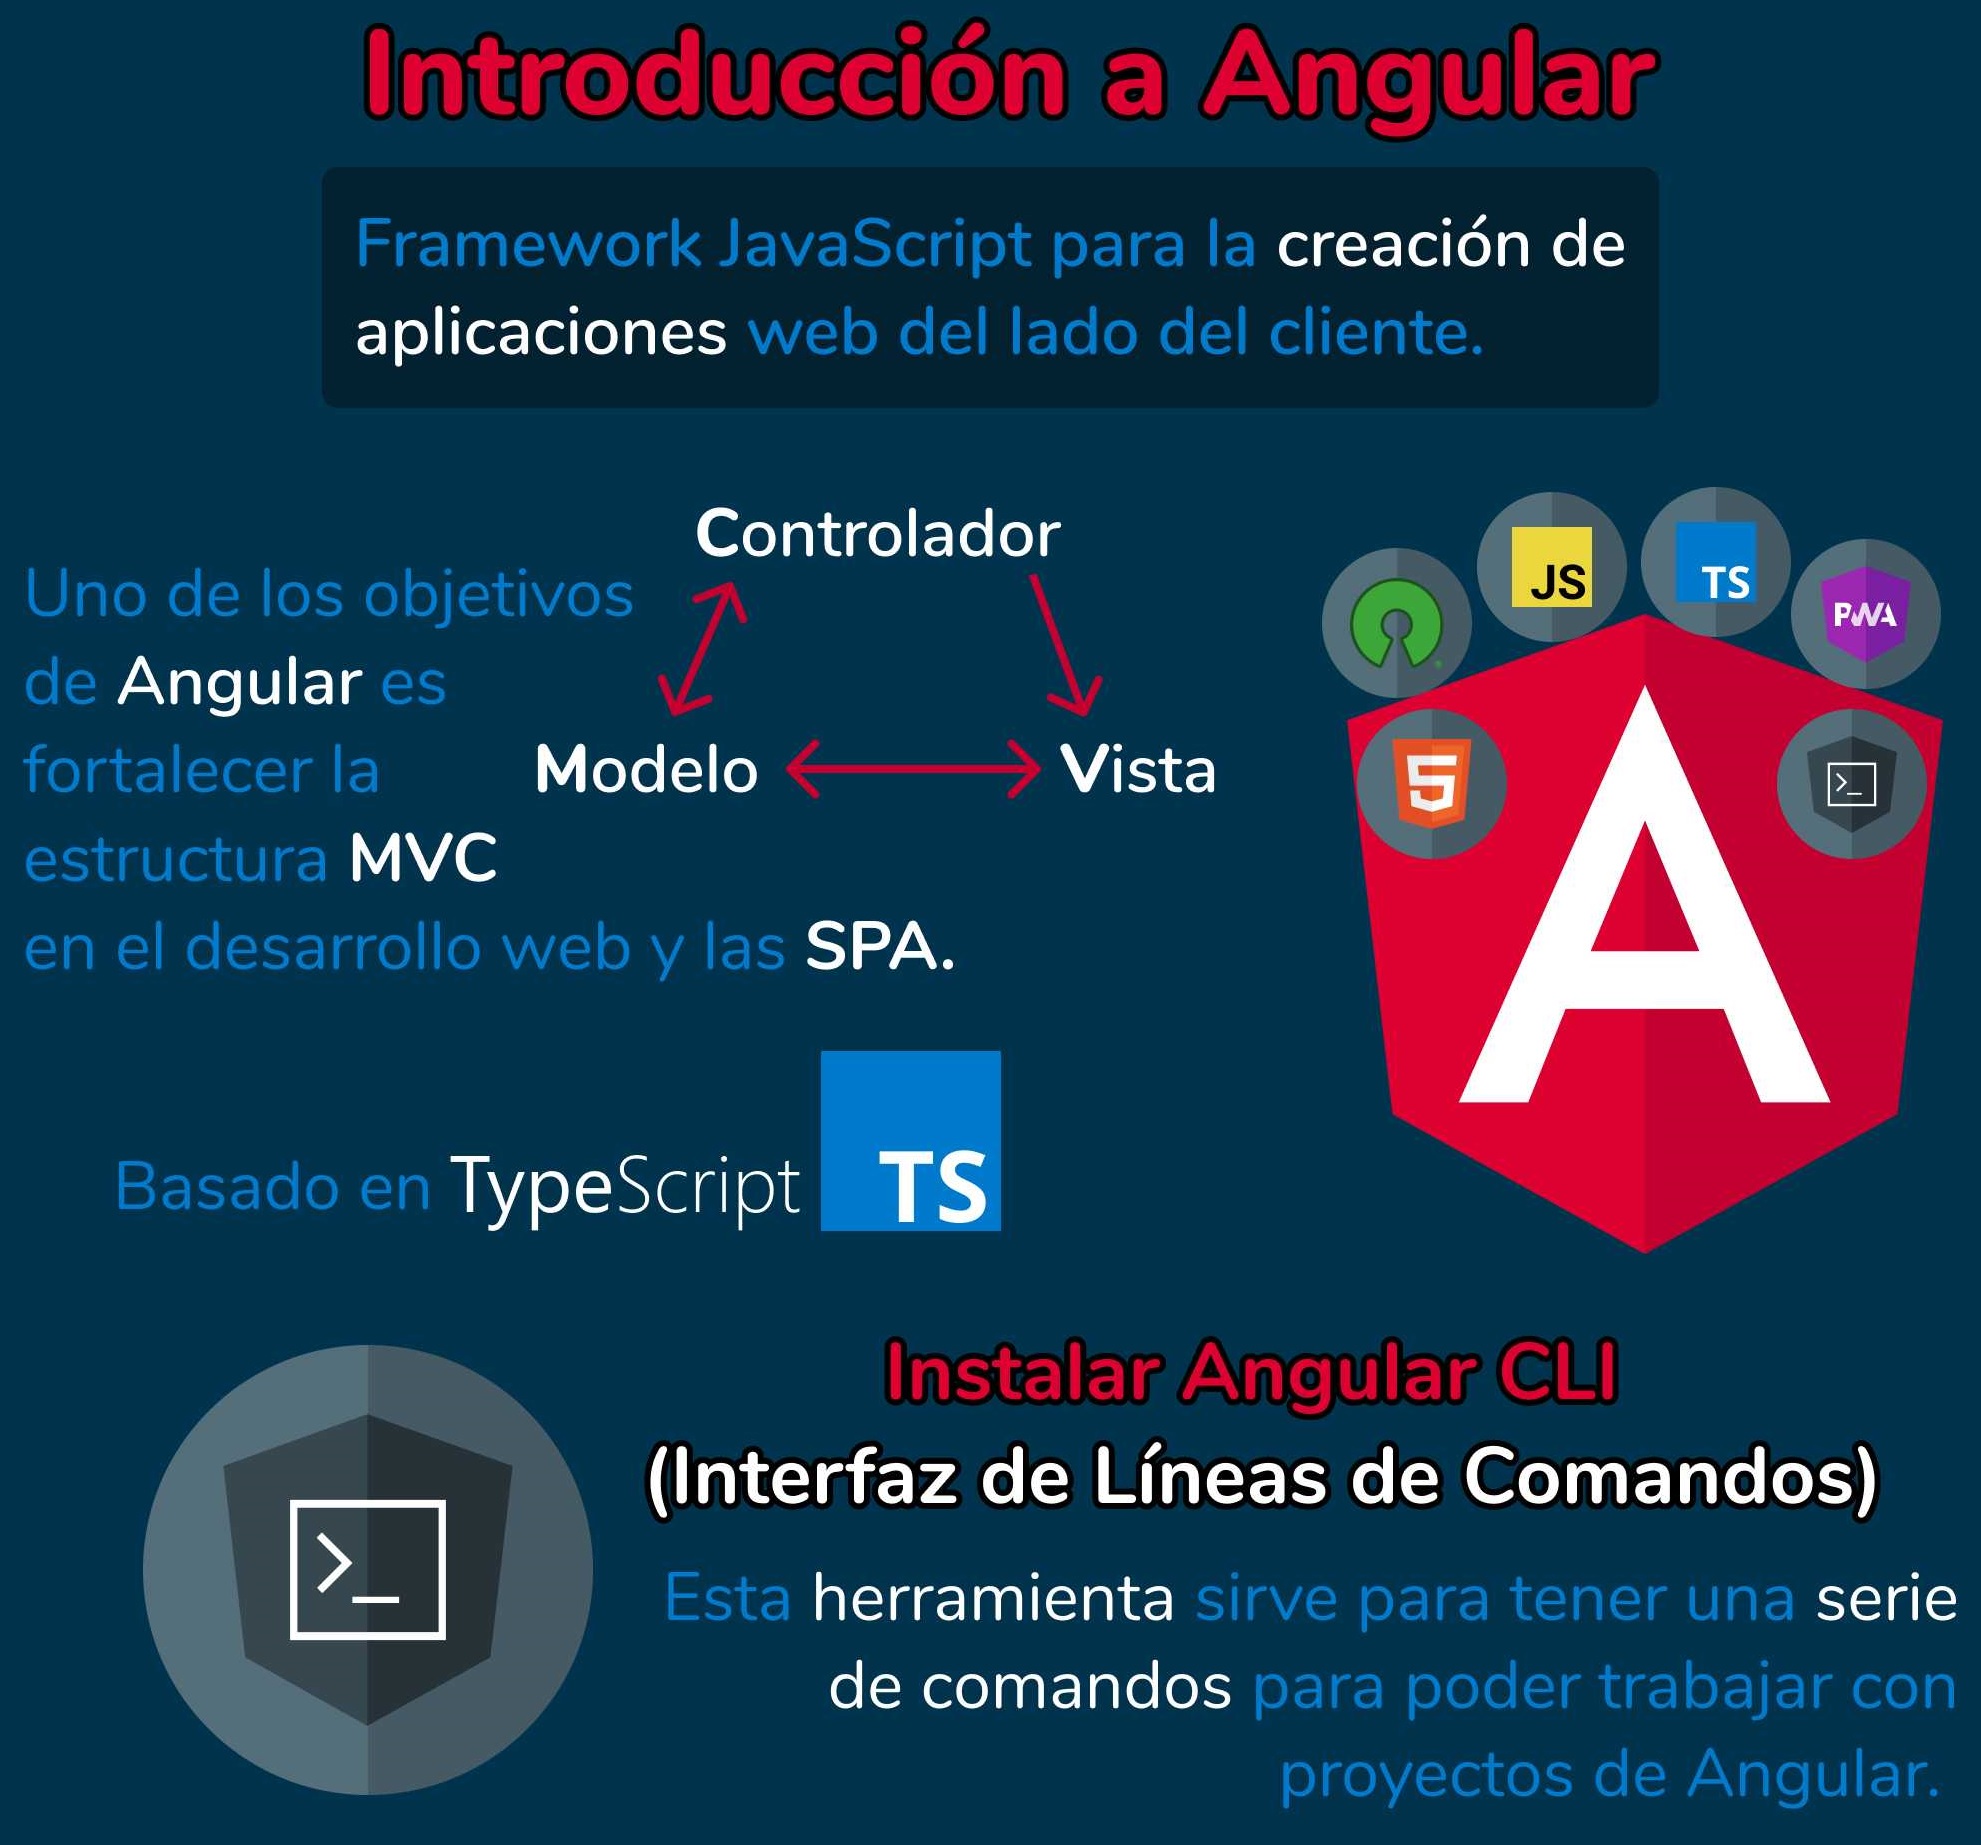 Introducción a Angular
Framework JavaScript para la creación de
aplicaciones web del lado del cliente.
Controlador
Modelo
Vista
Uno de los objetivos
de Angular es
fortalecer la
estructura MVC
en el desarrollo web y las SPA.
JS
TS
PWA
5
>_
A
Basado en TypeScript
TS
>_
Instalar Angular CLI
(Interfaz de Líneas de Comandos)
Esta herramienta sirve para tener una serie
de comandos para poder trabajar con
proyectos de Angular.